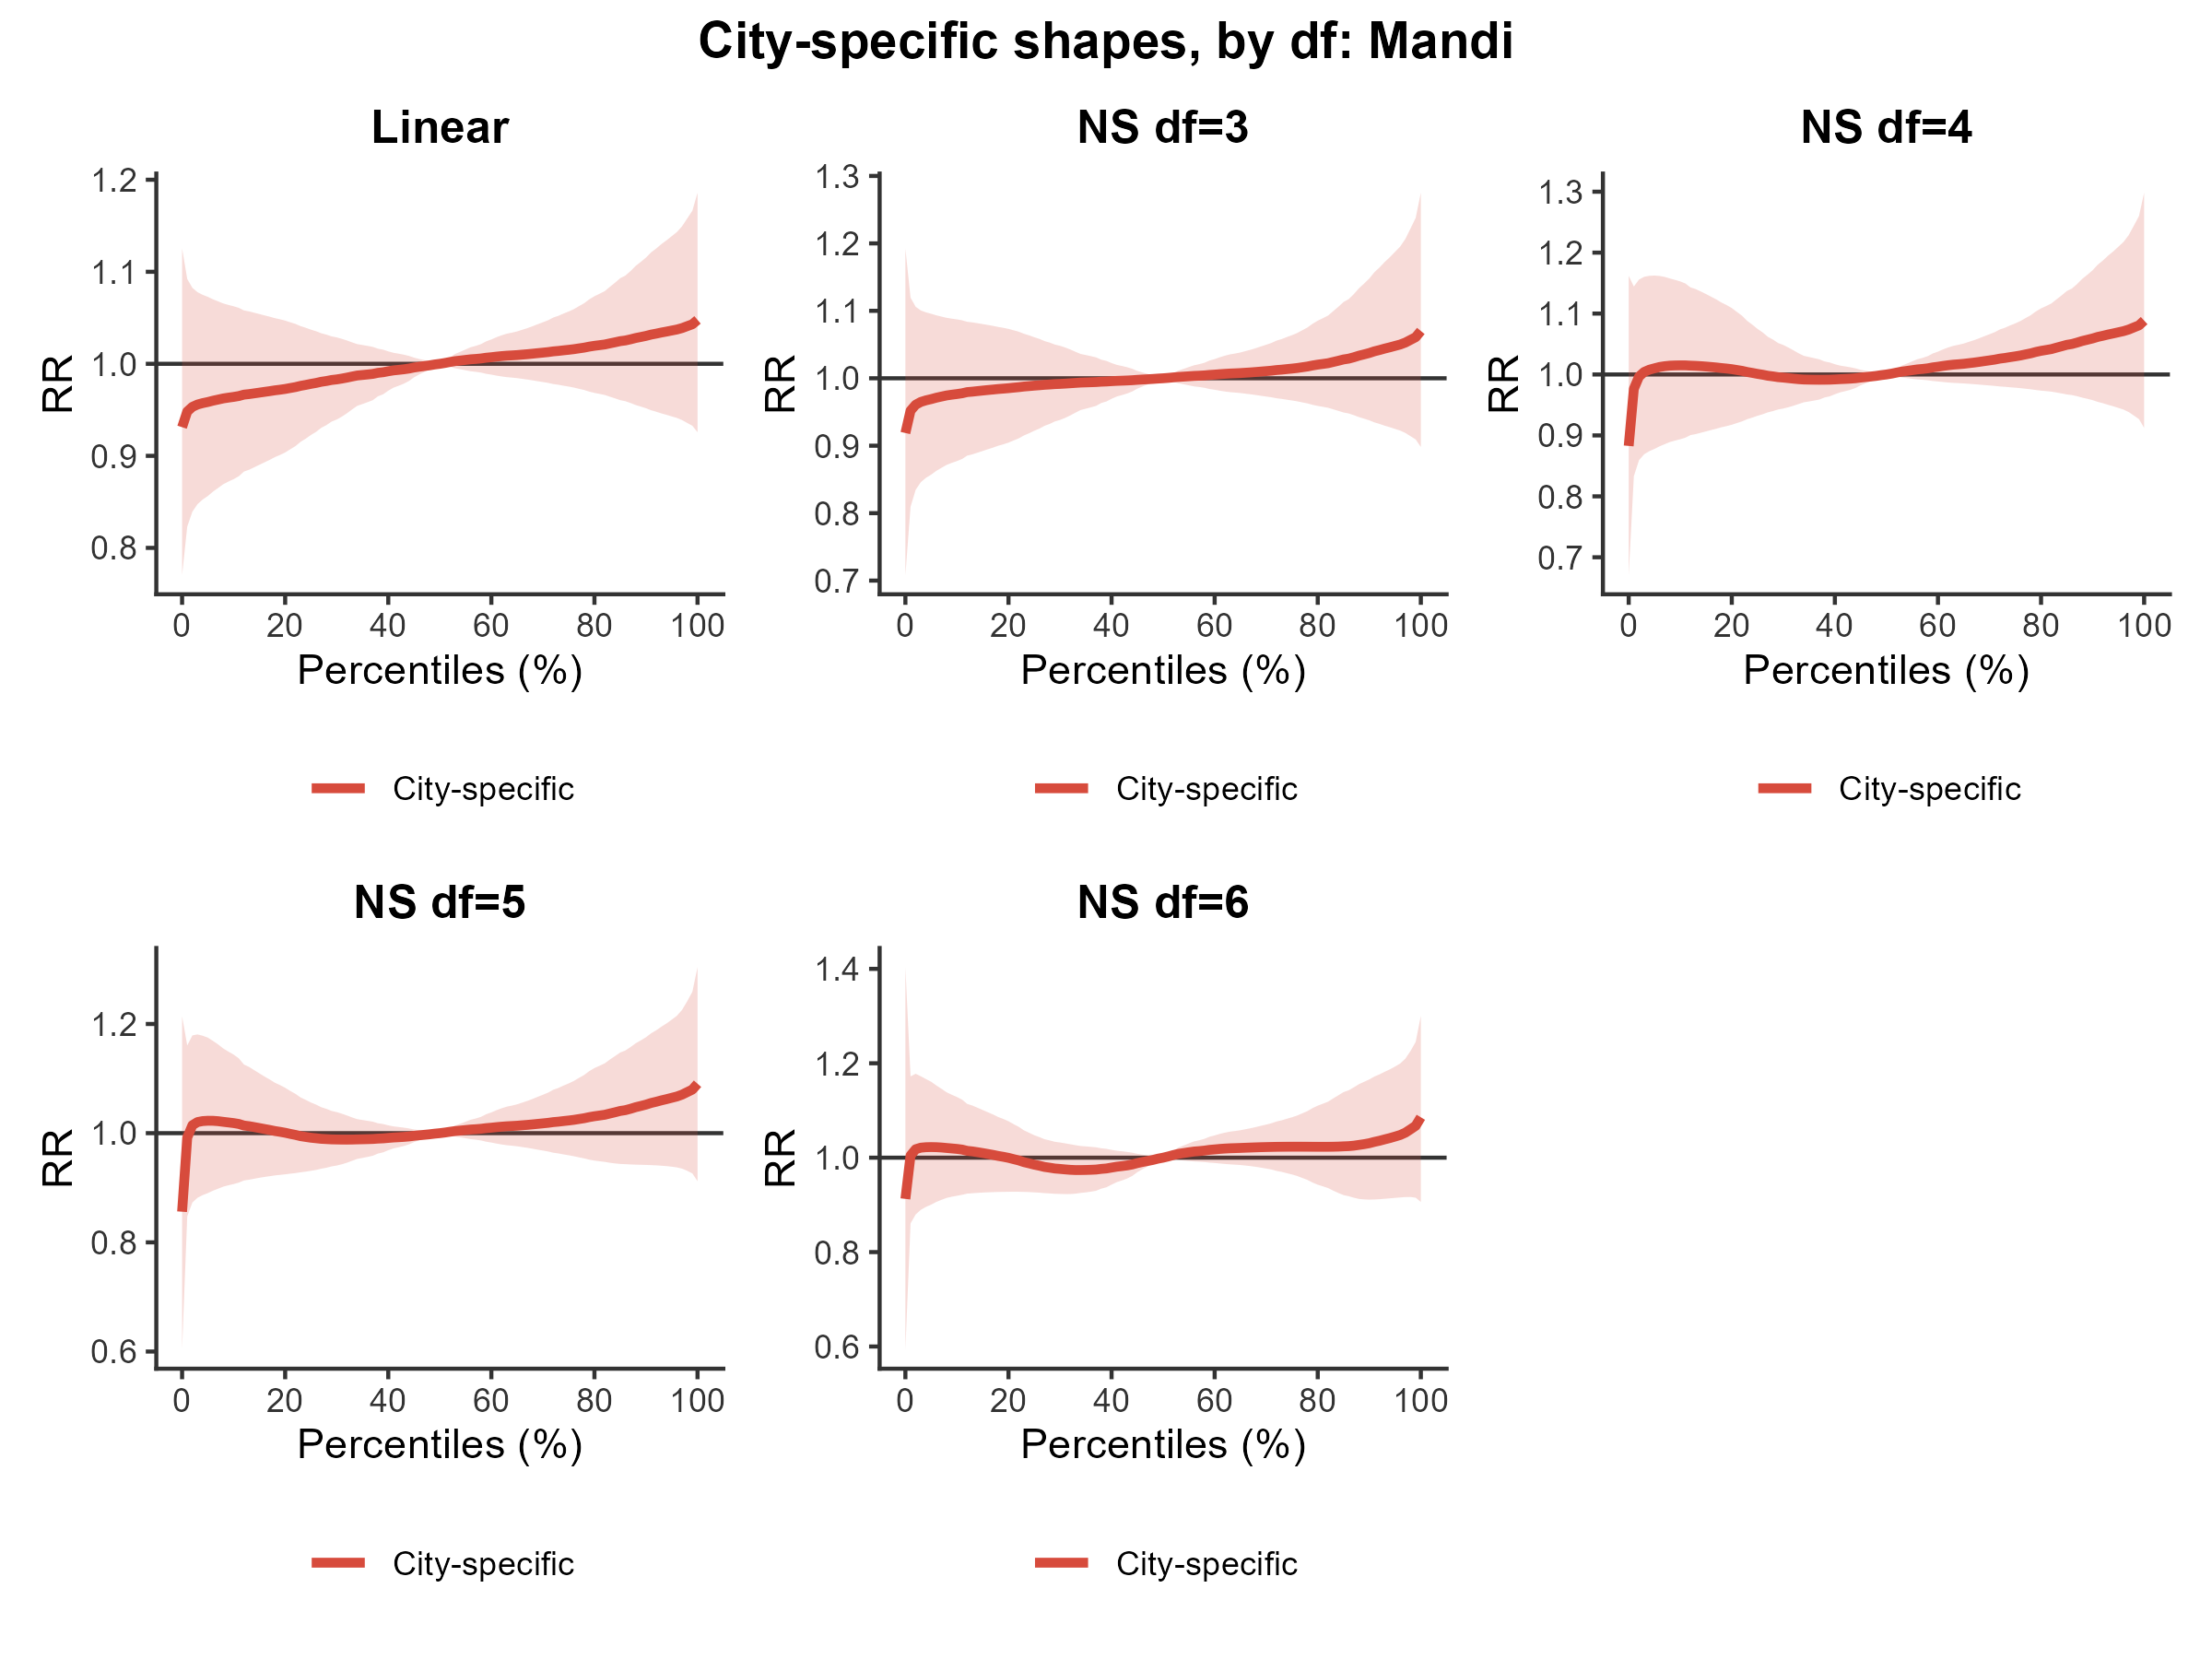 City-specific shapes, by df: Mandi
Linear
NS df=3
NS df=4
1.2
1.1
1.0
0.9
0.8
RR
0 20 40 60 80 100
Percentiles (%)
City-specific
1.3
1.2
1.1
1.0
0.9
0.8
0.7
RR
0 20 40 60 80 100
Percentiles (%)
City-specific
1.3
1.2
1.1
1.0
0.9
0.8
0.7
RR
0 20 40 60 80 100
Percentiles (%)
City-specific
NS df=5
NS df=6
1.2
1.0
0.8
0.6
RR
0 20 40 60 80 100
Percentiles (%)
City-specific
1.4
1.2
1.0
0.8
0.6
RR
0 20 40 60 80 100
Percentiles (%)
City-specific